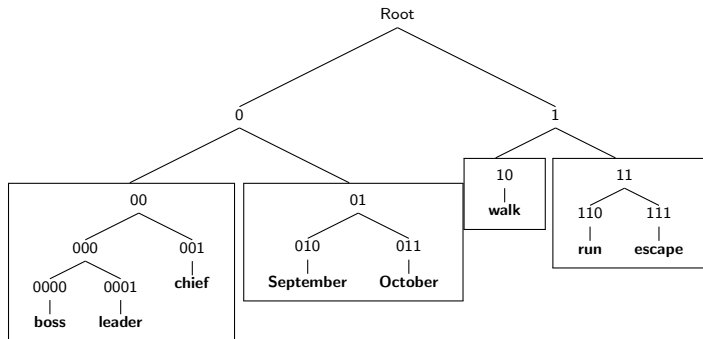 Root
0 1
00 01 10 11
walk
000 001 010 011 110 111
chief September October run escape
0000 0001
boss leader